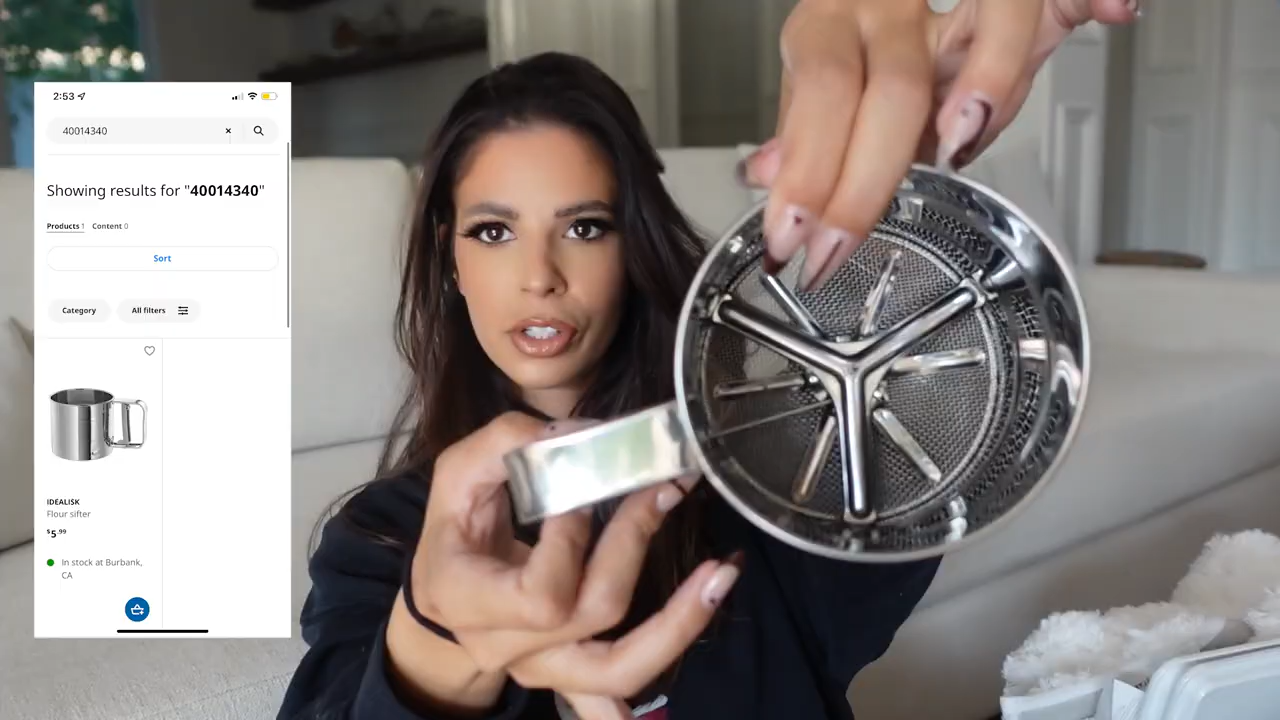 2:53
40014340
Showing results for "40014340"
Products 1 Content 0
Sort
Category All filters
IDEALISK
Flour sifter
$5.99
In stock at Burbank,
CA